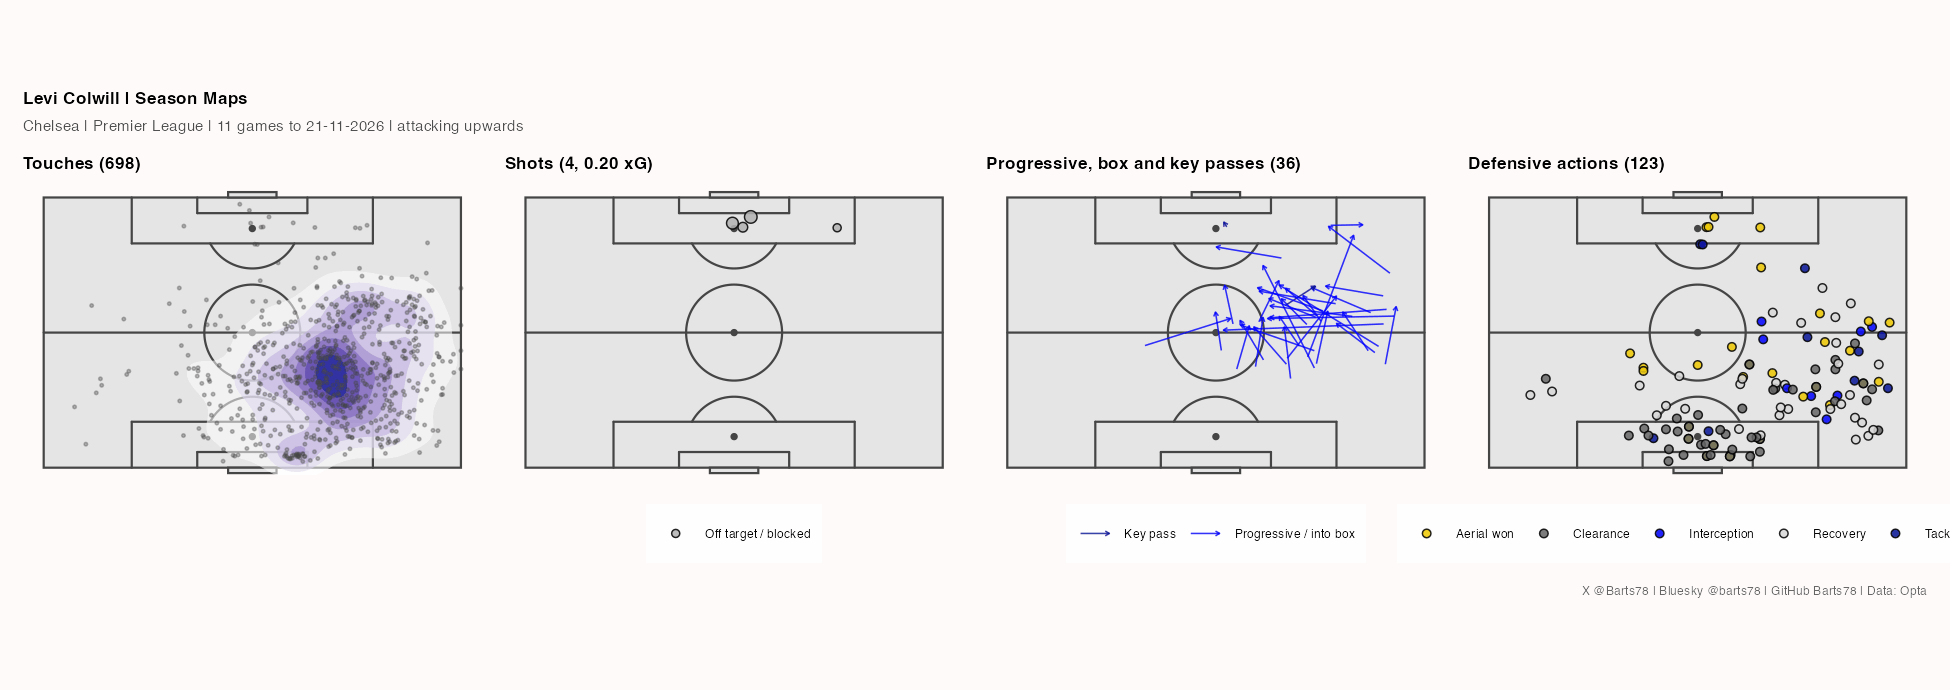 Levi Colwill | Season Maps
Chelsea | Premier League | 11 games to 21-11-2026 | attacking upwards
Touches (698)
Shots (4, 0.20 xG)
Progressive, box and key passes (36)
Defensive actions (123)
Off target / blocked
Key pass
Progressive / into box
Aerial won
Clearance
Interception
Recovery
Tack
X @Barts78 | Bluesky @barts78 | GitHub Barts78 | Data: Opta